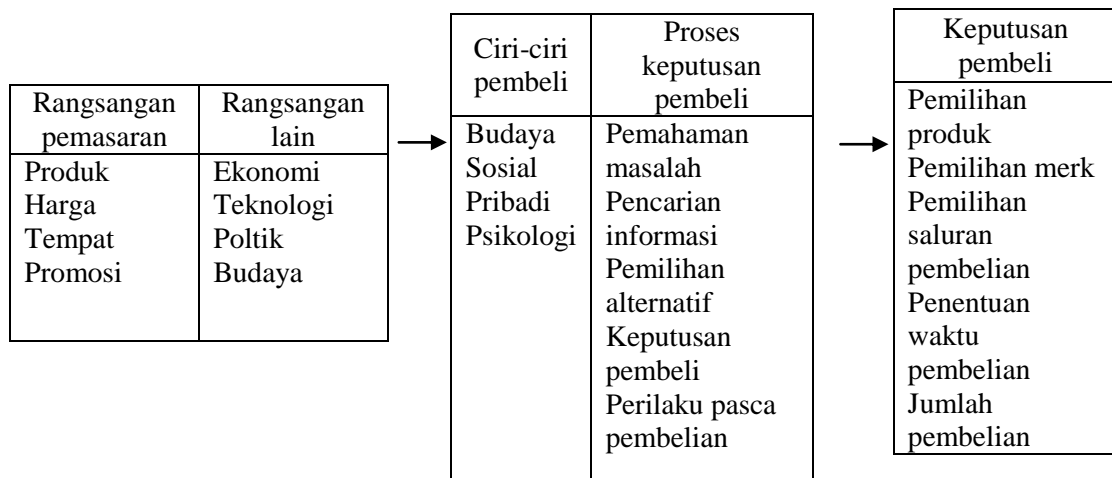 Rangsangan
pemasaran
Produk
Harga
Tempat
Promosi
Rangsangan
lain
Ekonomi
Teknologi
Poltik
Budaya
Ciri-ciri
pembeli
Budaya
Sosial
Pribadi
Psikologi
Proses
keputusan
pembeli
Pemahaman
masalah
Pencarian
informasi
Pemilihan
alternatif
Keputusan
pembeli
Perilaku pasca
pembelian
Keputusan
pembeli
Pemilihan
produk
Pemilihan merk
Pemilihan
saluran
pembelian
Penentuan
waktu
pembelian
Jumlah
pembelian